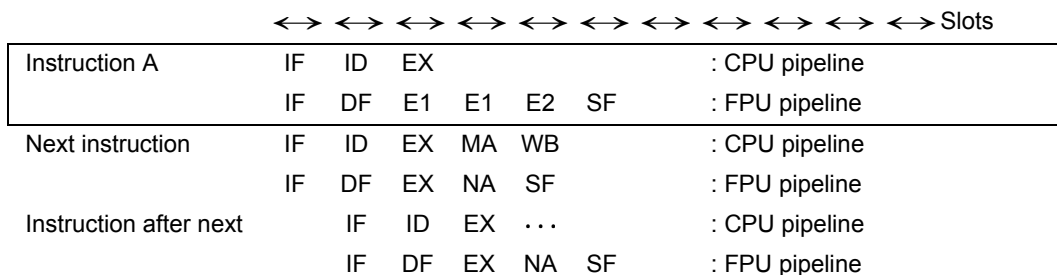 Slots
Instruction A IF ID EX : CPU pipeline
IF DF E1 E1 E2 SF : FPU pipeline
Next instruction IF ID EX MA WB : CPU pipeline
IF DF EX NA SF : FPU pipeline
Instruction after next IF ID EX ... : CPU pipeline
IF DF EX NA SF : FPU pipeline